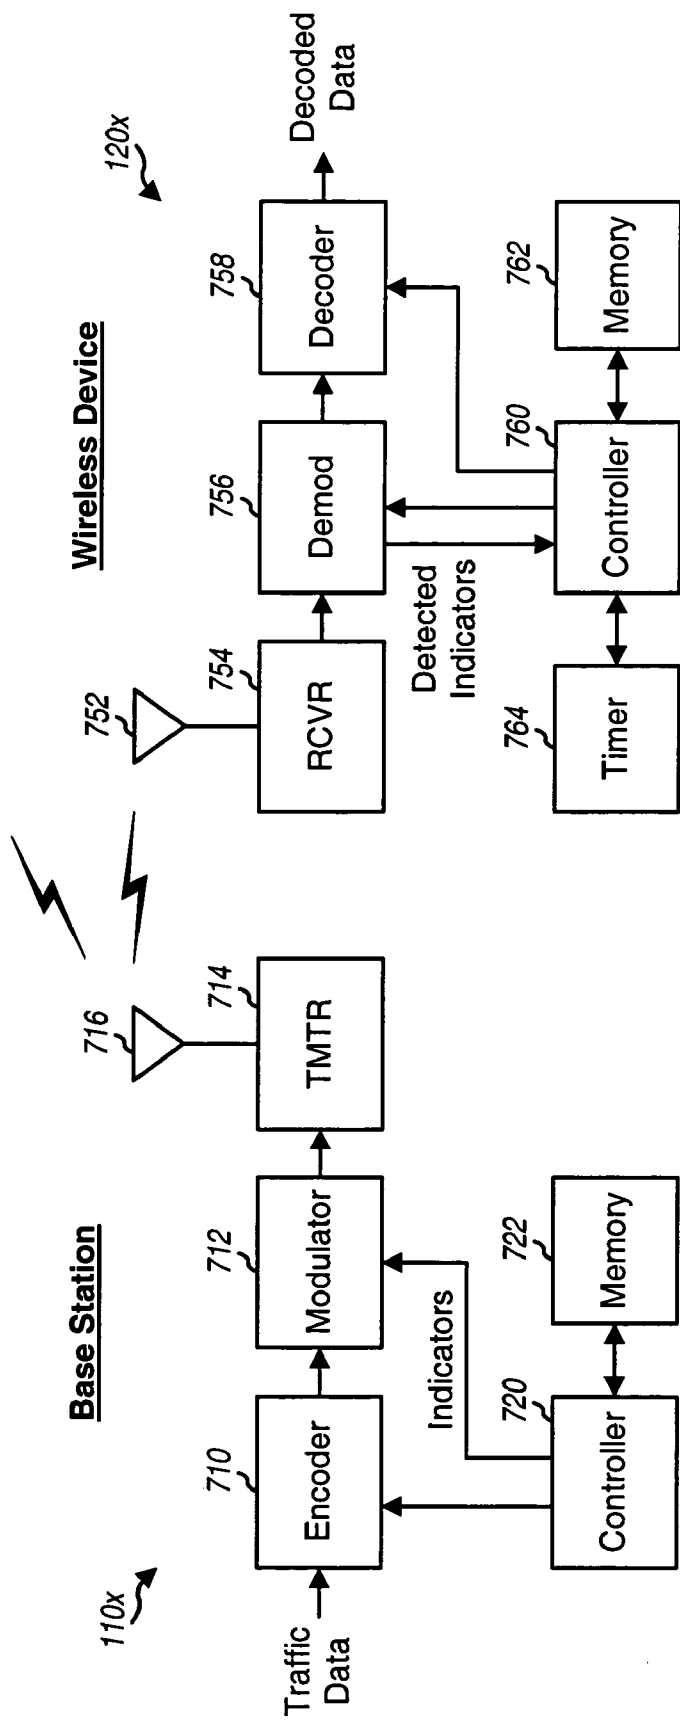 Base Station
Wireless Device
110x
120x
716
752
710
712
714
754
756
758
Traffic
Data
Encoder
Modulator
TMTR
RCVR
Demod
Decoder
Decoded
Data
Indicators
Detected
Indicators
720
722
764
760
762
Controller
Memory
Timer
Controller
Memory